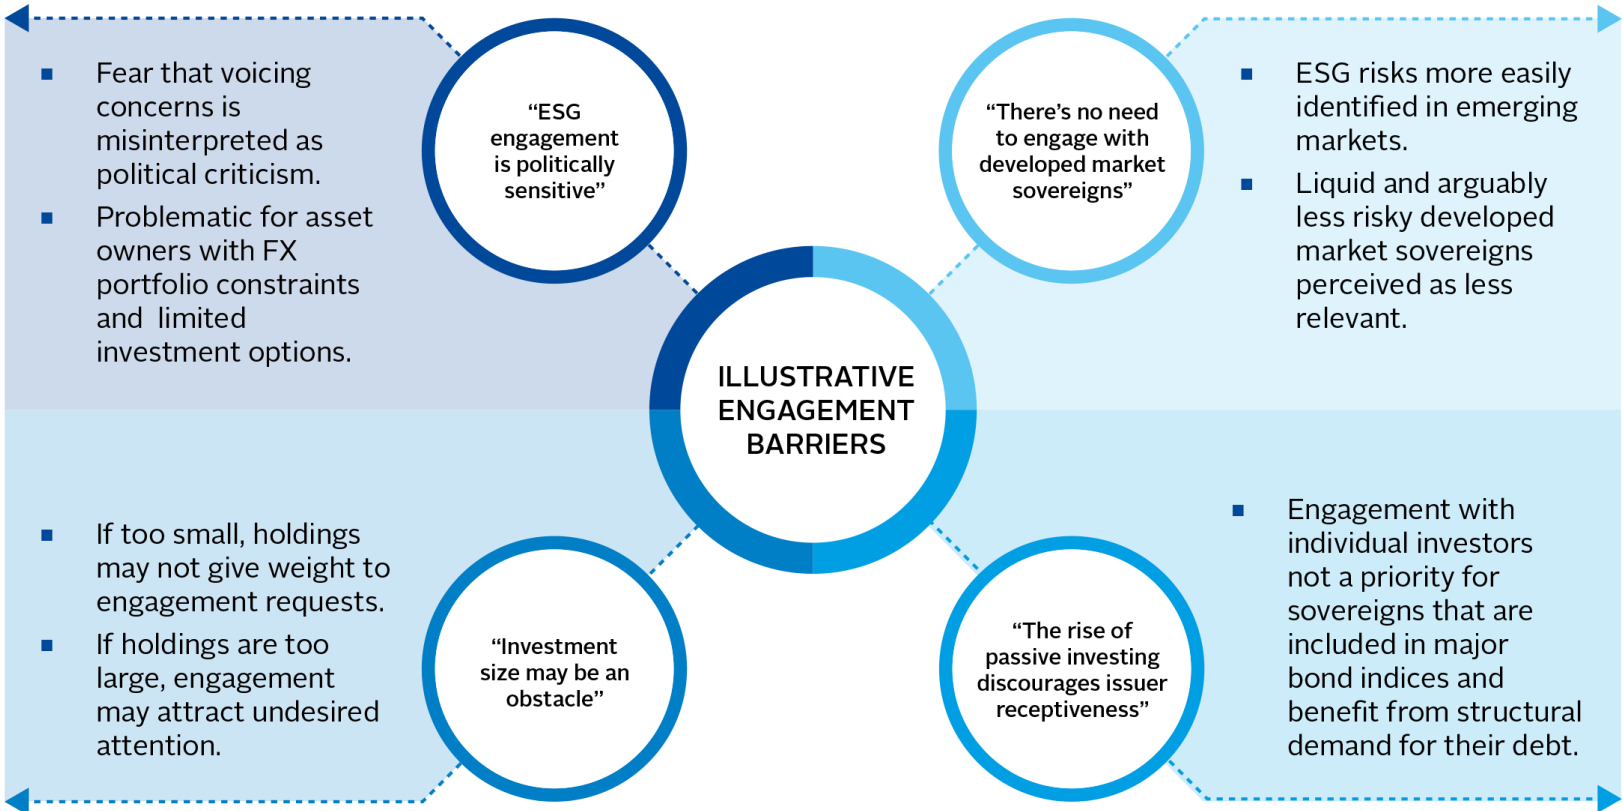 Fear that voicing
concerns is
misinterpreted as
political criticism.
Problematic for asset
owners with FX
portfolio constraints
and limited
investment options.
“ESG
engagement
is politically
sensitive”
“There’s no need
to engage with
developed market
sovereigns”
ESG risks more easily
identified in emerging
markets.
Liquid and arguably
less risky developed
market sovereigns
perceived as less
relevant.
ILLUSTRATIVE
ENGAGEMENT
BARRIERS
If too small, holdings
may not give weight to
engagement requests.
If holdings are too
large, engagement
may attract undesired
attention.
“Investment
size may be an
obstacle”
“The rise of
passive investing
discourages issuer
receptiveness”
Engagement with
individual investors
not a priority for
sovereigns that are
included in major
bond indices and
benefit from structural
demand for their debt.